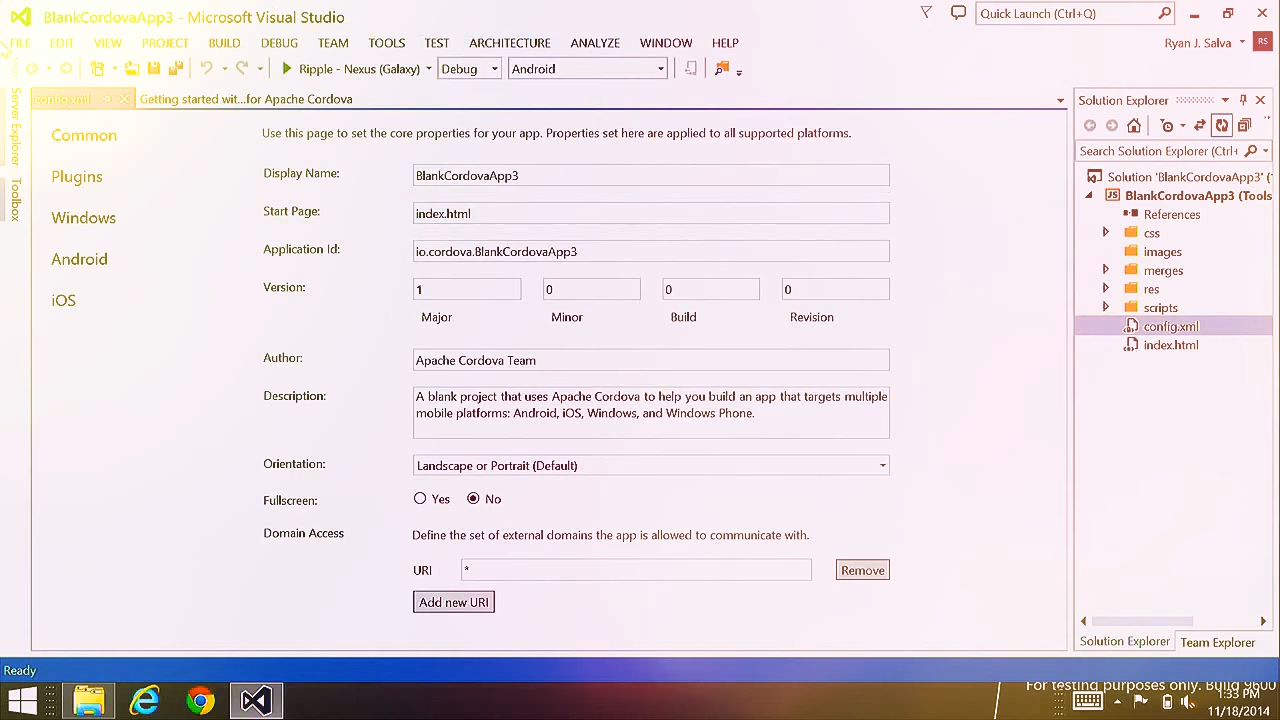 BlankCordovaApp3 - Microsoft Visual Studio
Quick Launch (Ctrl+Q)
FILE EDIT VIEW PROJECT BUILD DEBUG TEAM TOOLS TEST ARCHITECTURE ANALYZE WINDOW HELP
Ryan J. Salva RS
Ripple - Nexus (Galaxy) Debug Android
Server Explorer
Toolbox
config.xml Getting started wit...for Apache Cordova
Common
Plugins
Windows
Android
iOS
Use this page to set the core properties for your app. Properties set here are applied to all supported platforms.
Display Name: BlankCordovaApp3
Start Page: index.html
Application Id: io.cordova.BlankCordovaApp3
Version: 1 0 0 0
Major Minor Build Revision
Author: Apache Cordova Team
Description: A blank project that uses Apache Cordova to help you build an app that targets multiple
mobile platforms: Android, iOS, Windows, and Windows Phone.
Orientation: Landscape or Portrait (Default)
Fullscreen: Yes No
Domain Access Define the set of external domains the app is allowed to communicate with.
URI * Remove
Add new URI
Solution Explorer
Search Solution Explorer (Ctrl+
Solution 'BlankCordovaApp3' (
JS BlankCordovaApp3 (Tools
References
css
images
merges
res
scripts
config.xml
index.html
Solution Explorer Team Explorer
Ready
For testing purposes only. Build 9600
1:33 PM
11/18/2014